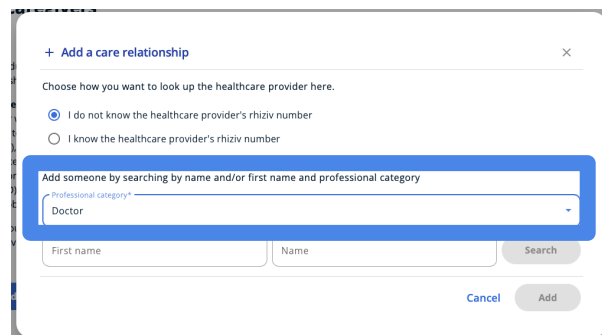 + Add a care relationship
Choose how you want to look up the healthcare provider here.
I do not know the healthcare provider's rhiziv number
I know the healthcare provider's rhiziv number
Add someone by searching by name and/or first name and professional category
Professional category*
Doctor
First name
Name
Search
Cancel
Add